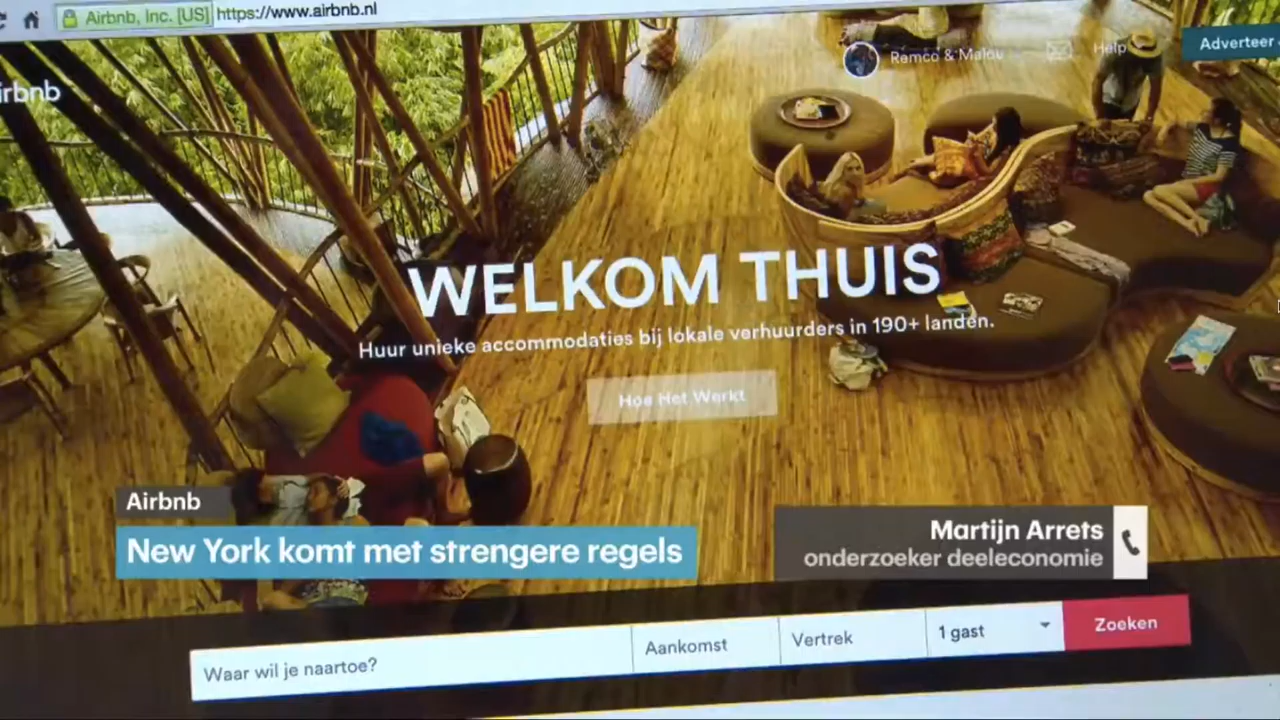 Airbnb, Inc. [US] https://www.airbnb.nl
irbnb
Remco & Malou
Help
Adverteer
WELKOM THUIS
Huur unieke accommodaties bij lokale verhuurders in 190+ landen.
Hoe Het Werkt
Airbnb
New York komt met strengere regels
Martijn Arrets
onderzoeker deeleconomie
Waar wil je naartoe?
Aankomst
Vertrek
1 gast
Zoeken